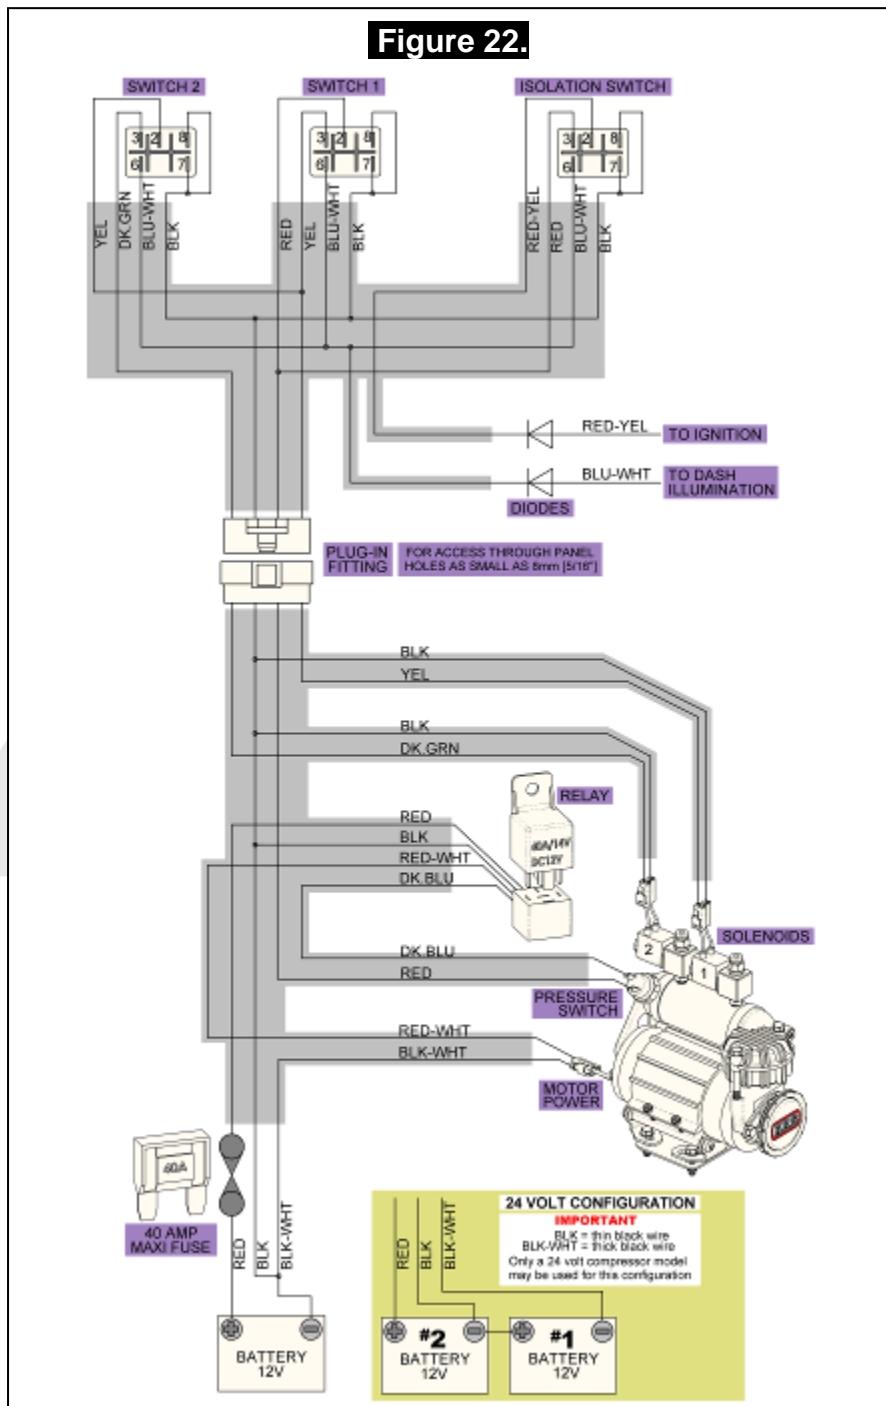 Figure 22.
SWITCH 2
SWITCH 1
ISOLATION SWITCH
3 2 8
6 7
3 2 8
6 7
3 2 8
6 7
YEL
DK.GRN
BLU-WHT
BLK
RED
YEL
BLU-WHT
BLK
RED-YEL
RED
BLU-WHT
BLK
RED-YEL
TO IGNITION
BLU-WHT
TO DASH
ILLUMINATION
DIODES
PLUG-IN
FITTING
FOR ACCESS THROUGH PANEL
HOLES AS SMALL AS 8mm [5/16"]
BLK
YEL
BLK
DK.GRN
RELAY
40A/14V
DC12V
RED
BLK
RED-WHT
DK.BLU
SOLENOIDS
2
1
DK.BLU
RED
PRESSURE
SWITCH
RED-WHT
BLK-WHT
MOTOR
POWER
40A
40 AMP
MAXI FUSE
RED
BLK
BLK-WHT
BATTERY
12V
24 VOLT CONFIGURATION
IMPORTANT
BLK = thin black wire
BLK-WHT = thick black wire
Only a 24 volt compressor model
may be used for this configuration
RED
BLK
BLK-WHT
#2
BATTERY
12V
#1
BATTERY
12V